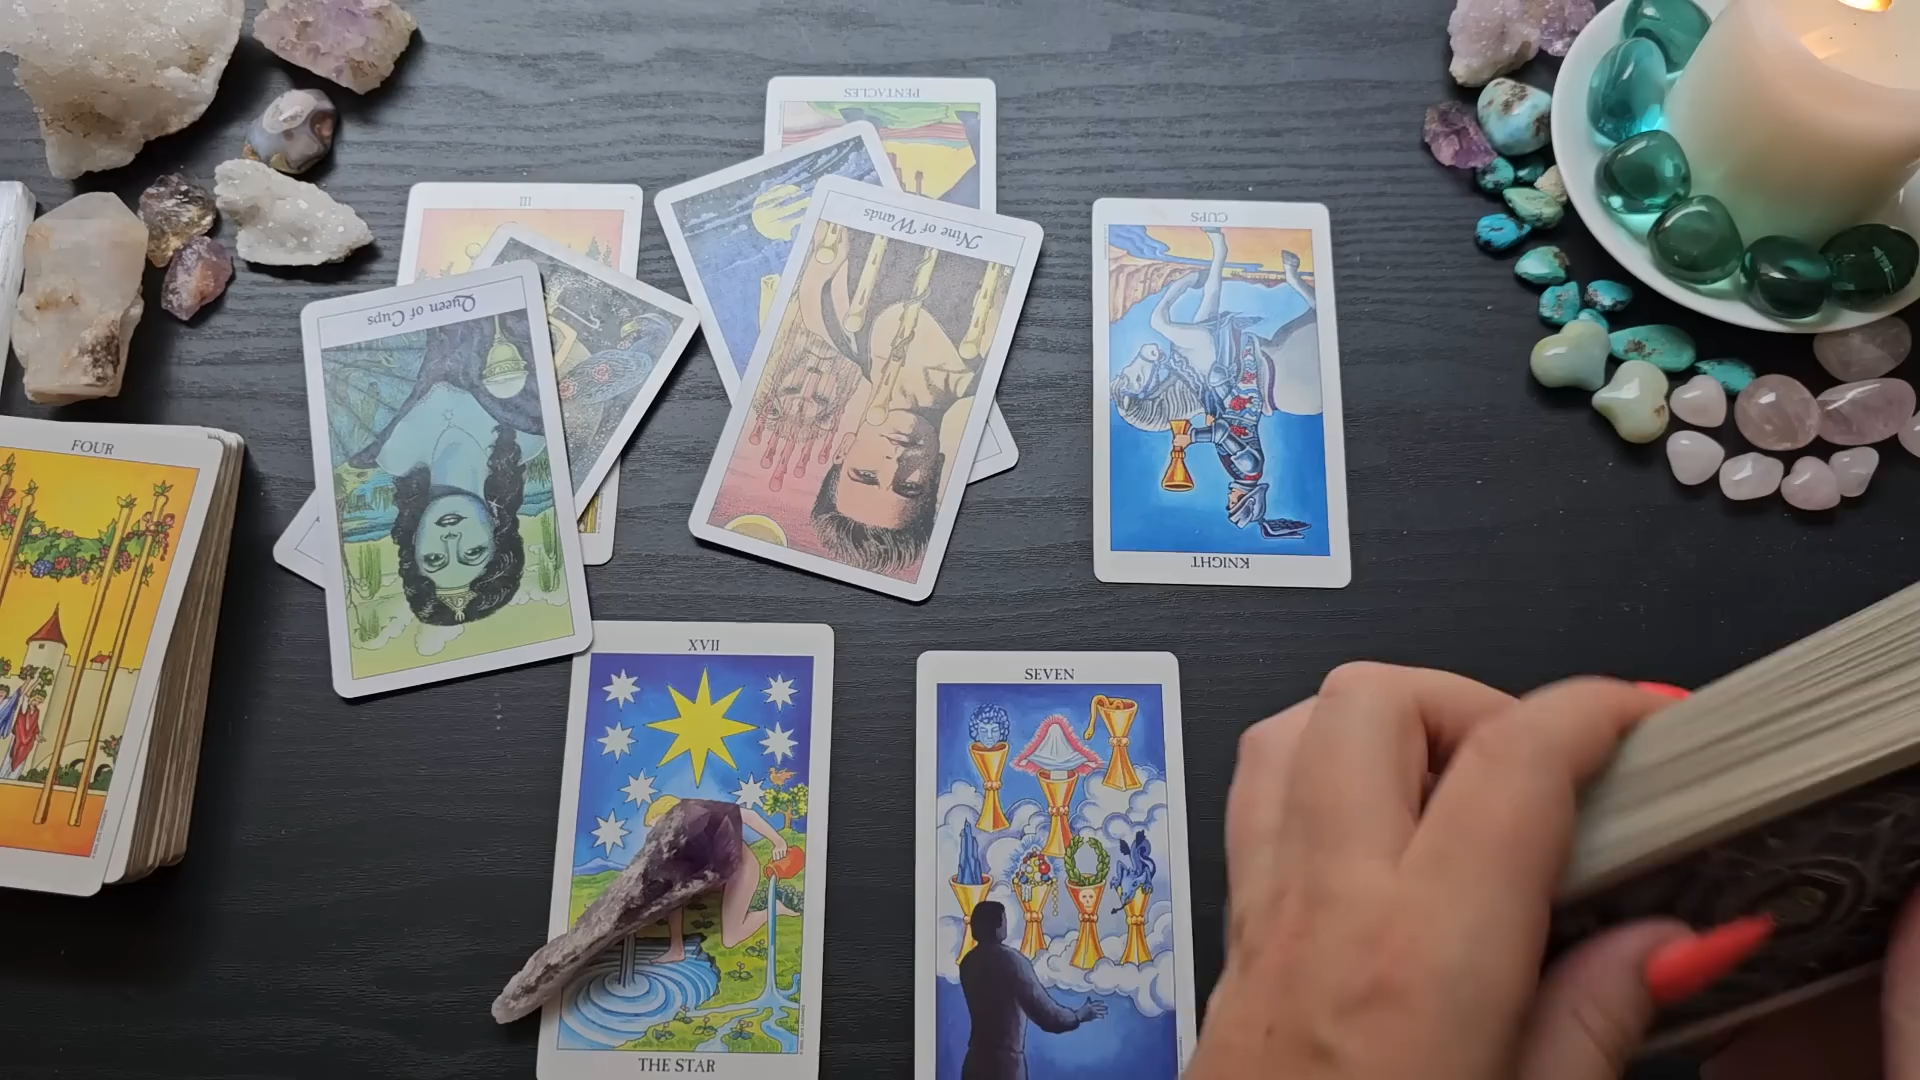 PENTACLES
III
CUPS
Nine of Wands
Queen of Cups
FOUR
KNIGHT
XVII
SEVEN
THE STAR